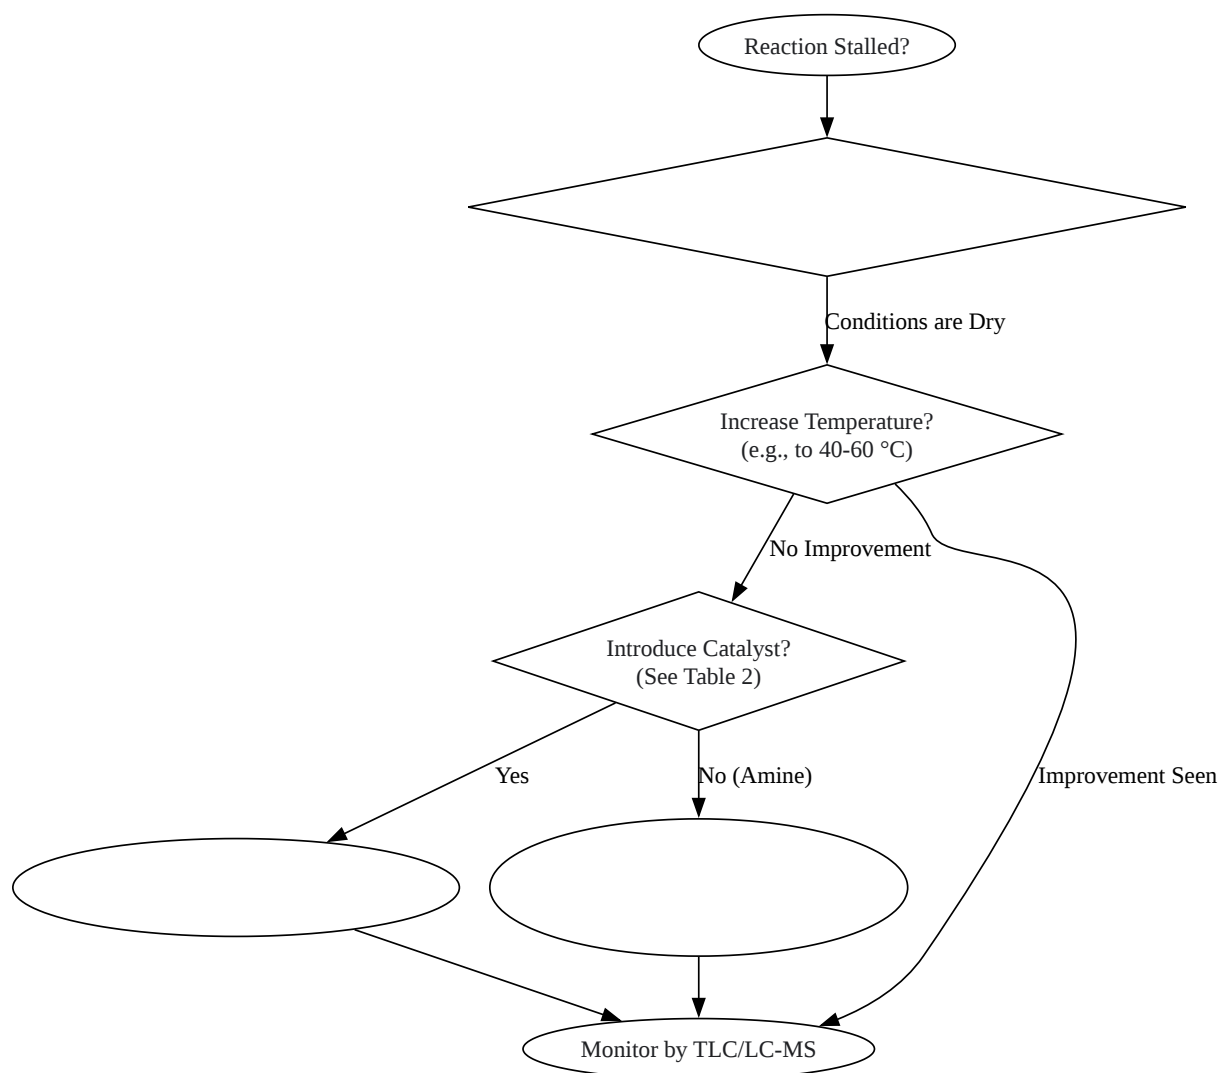 Reaction Stalled?
Conditions are Dry
Increase Temperature?
(e.g., to 40-60 °C)
No Improvement
Introduce Catalyst?
(See Table 2)
Yes
No (Amine)
Improvement Seen
Monitor by TLC/LC-MS